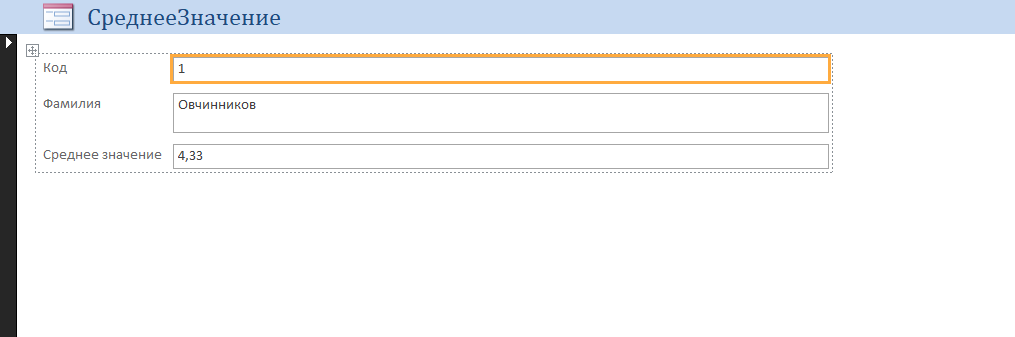 СреднееЗначение
Код
1
Фамилия
Овчинников
Среднее значение
4,33